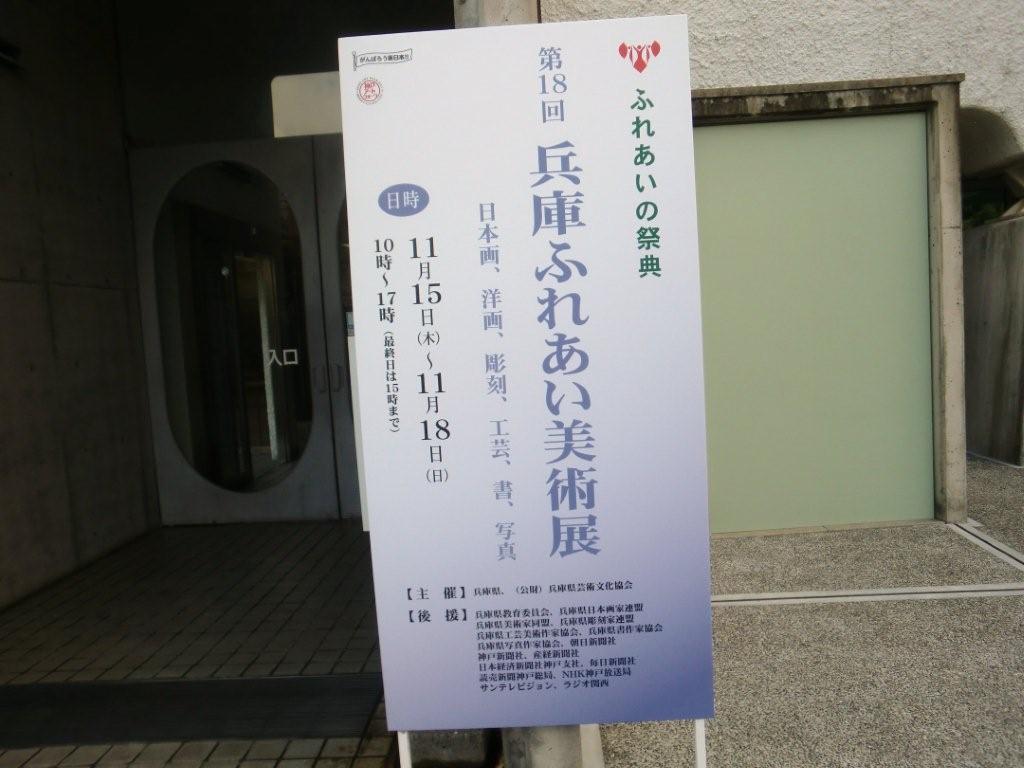 がんばろう東日本!!
ふれあいの祭典
第18回 兵庫ふれあい美術展
日本画、洋画、彫刻、工芸、書、写真
日時
11月15日(木)～11月18日(日)
10時～17時(最終日は15時まで)
【主 催】兵庫県、(公財)兵庫県芸術文化協会
【後 援】兵庫県教育委員会、兵庫県日本画家連盟
兵庫県美術家同盟、兵庫県彫刻家連盟
兵庫県工芸美術作家協会、兵庫県書作家協会
兵庫県写真作家協会、朝日新聞社
神戸新聞社、産経新聞社
日本経済新聞社神戸支社、毎日新聞社
読売新聞神戸総局、NHK神戸放送局
サンテレビジョン、ラジオ関西
入口